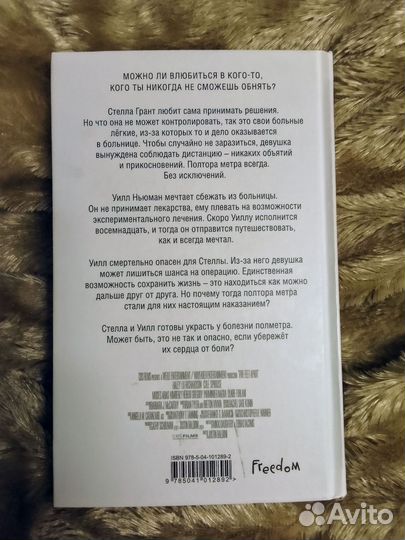 МОЖНО ЛИ ВЛЮБИТЬСЯ В КОГО-ТО,
КОГО ТЫ НИКОГДА НЕ СМОЖЕШЬ ОБНЯТЬ?
Стелла Грант любит сама принимать решения.
Но что она не может контролировать, так это свои больные
лёгкие, из-за которых то и дело оказывается
в больнице. Чтобы случайно не заразиться, девушка
вынуждена соблюдать дистанцию – никаких объятий
и прикосновений. Полтора метра всегда.
Без исключений.
Уилл Ньюман мечтает сбежать из больницы.
Он не принимает лекарства, ему плевать на возможности
экспериментального лечения. Скоро Уиллу исполнится
восемнадцать, и тогда он отправится путешествовать,
как и всегда мечтал.
Уилл смертельно опасен для Стеллы. Из-за него девушка
может лишиться шанса на операцию. Единственная
возможность сохранить жизнь – это находиться как можно
дальше друг от друга. Но почему тогда полтора метра
стали для них настоящим наказанием?
Стелла и Уилл готовы украсть у болезни полметра.
Может быть, это не так и опасно, если убережёт
их сердца от боли?
CBS FILMS
ISBN 978-5-04-101289-2
9 785041 012892 >
Freedom
Avito